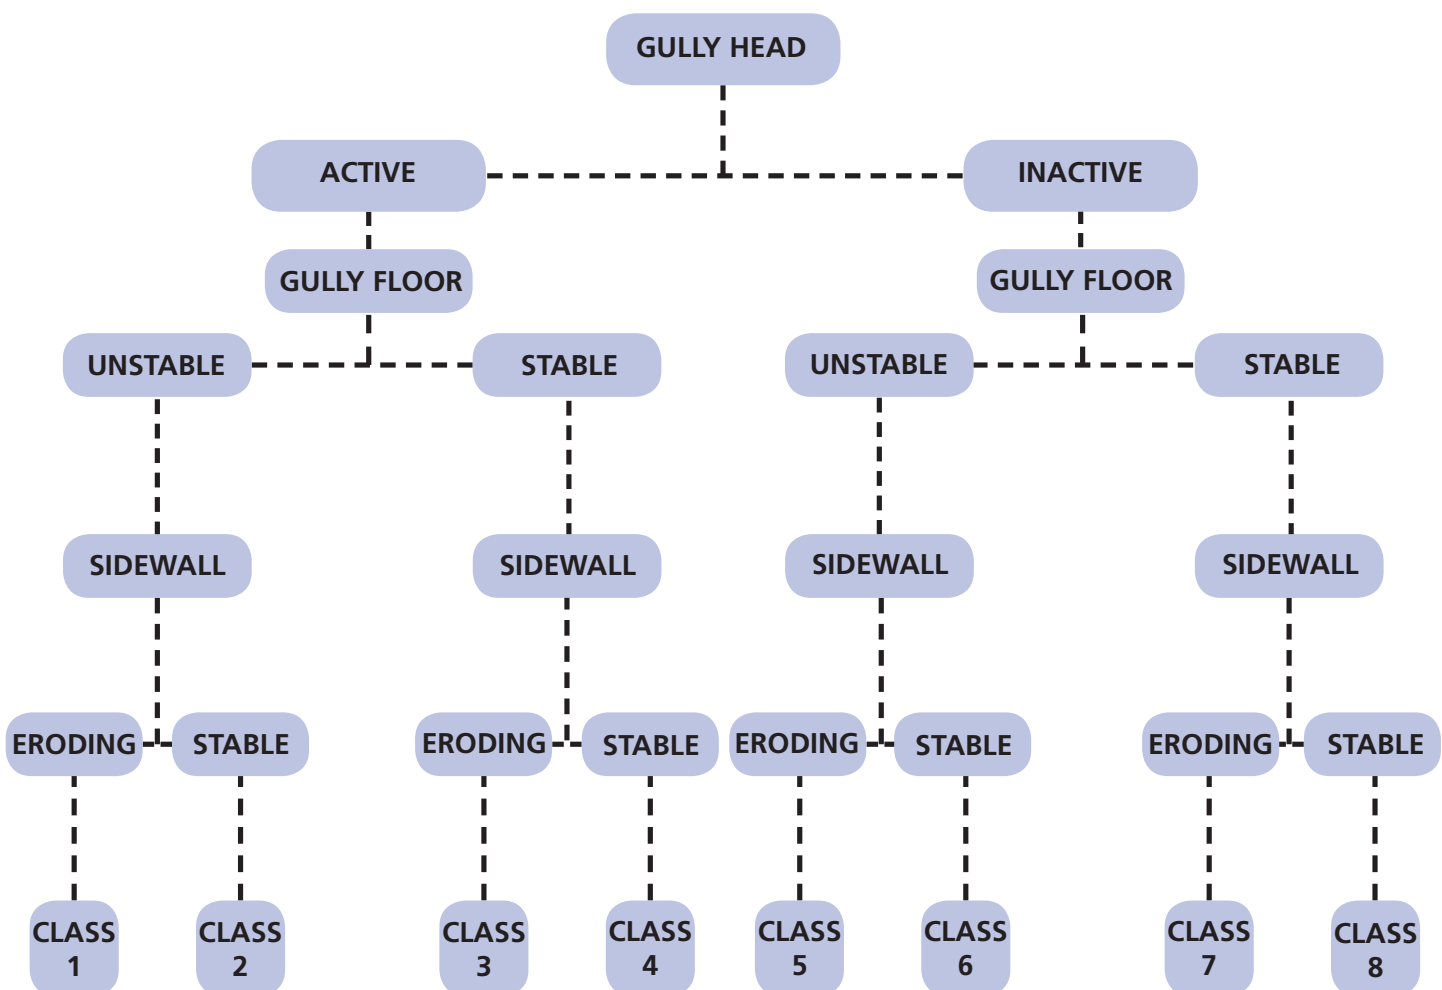 GULLY HEAD
ACTIVE
INACTIVE
GULLY FLOOR
GULLY FLOOR
UNSTABLE
STABLE
UNSTABLE
STABLE
SIDEWALL
SIDEWALL
SIDEWALL
SIDEWALL
ERODING
STABLE
ERODING
STABLE
ERODING
STABLE
ERODING
STABLE
CLASS
1
CLASS
2
CLASS
3
CLASS
4
CLASS
5
CLASS
6
CLASS
7
CLASS
8